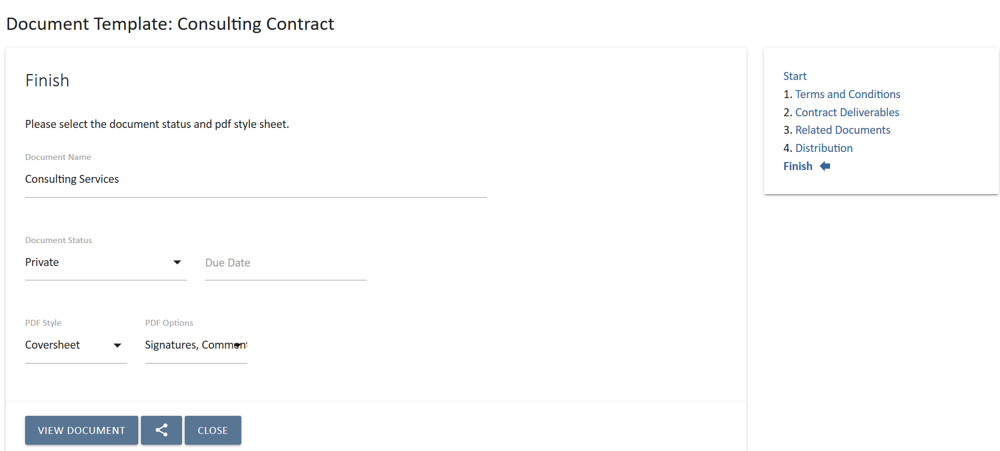 Document Template: Consulting Contract
Finish
Please select the document status and pdf style sheet.
Document Name
Consulting Services
Document Status
Private
Due Date
PDF Style
PDF Options
Coversheet
Signatures, Comment
VIEW DOCUMENT
CLOSE
Start
1. Terms and Conditions
2. Contract Deliverables
3. Related Documents
4. Distribution
Finish